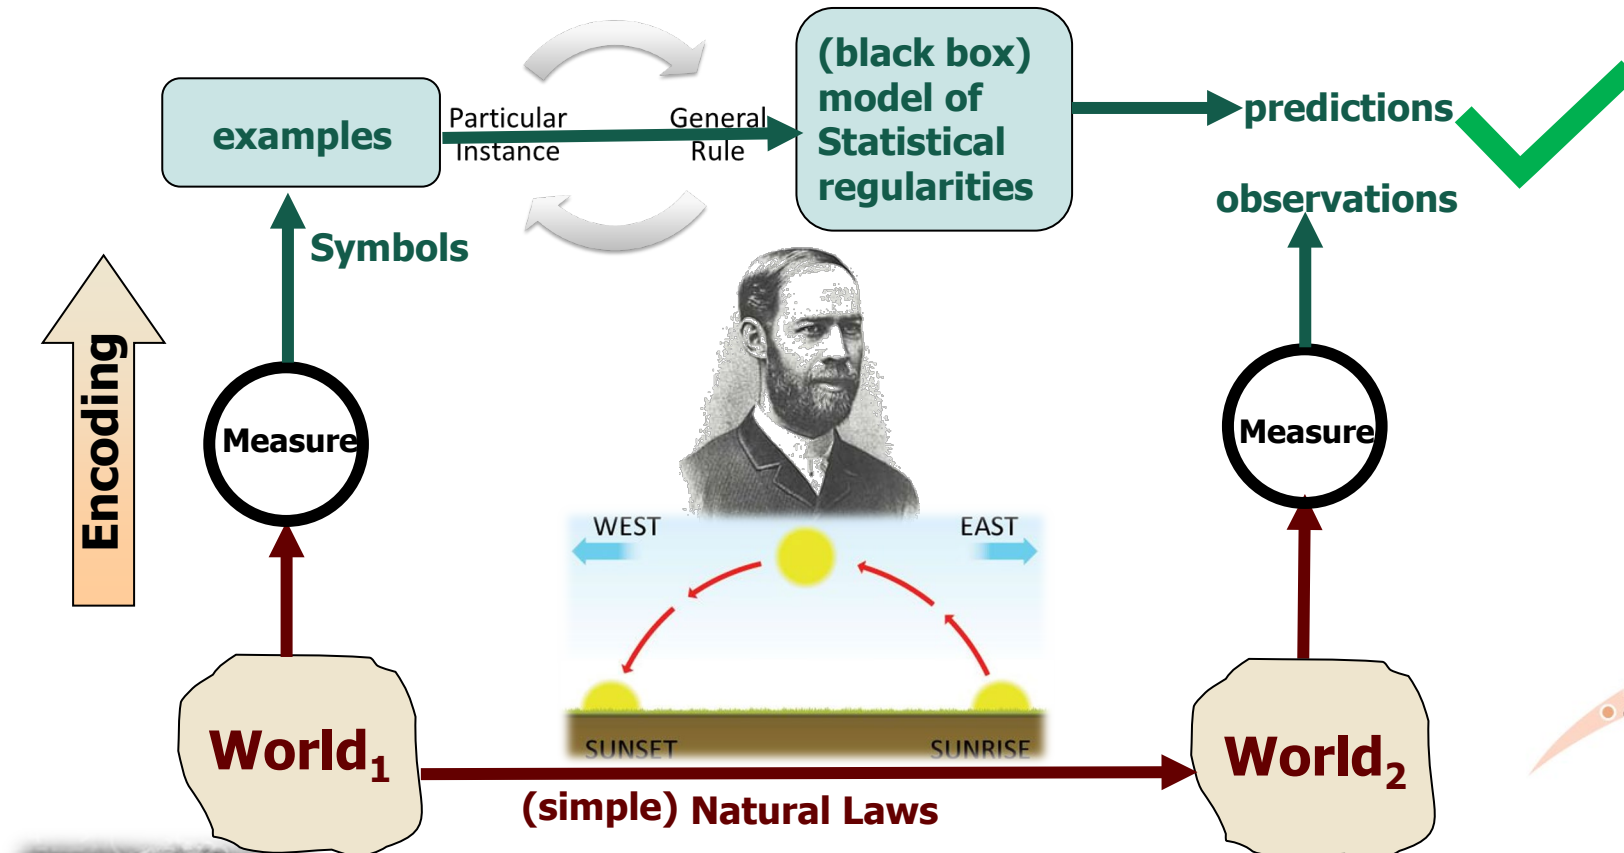 (black box)
model of
Statistical
regularities
examples
Particular
Instance
General
Rule
predictions
observations
Symbols
Encoding
Measure
Measure
WEST
EAST
SUNSET
SUNRISE
World₁
World₂
(simple) Natural Laws